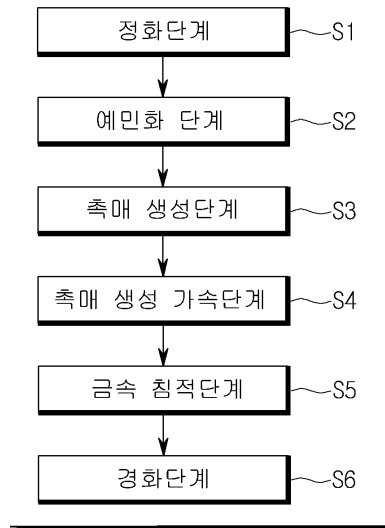 정화단계 S1
예민화 단계 S2
촉매 생성단계 S3
촉매 생성 가속단계 S4
금속 침적단계 S5
경화단계 S6